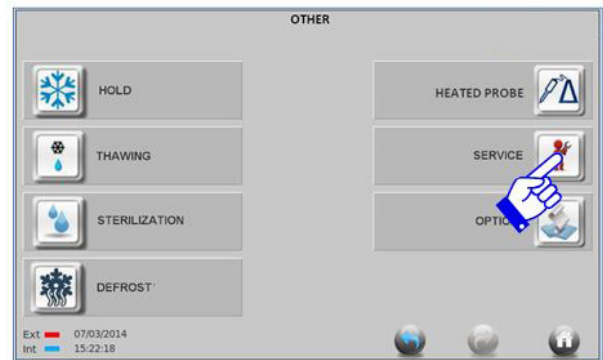 OTHER
HOLD
HEATED PROBE
THAWING
SERVICE
STERILIZATION
DEFROST'
Ext 07/03/2014
Int 15:22:18